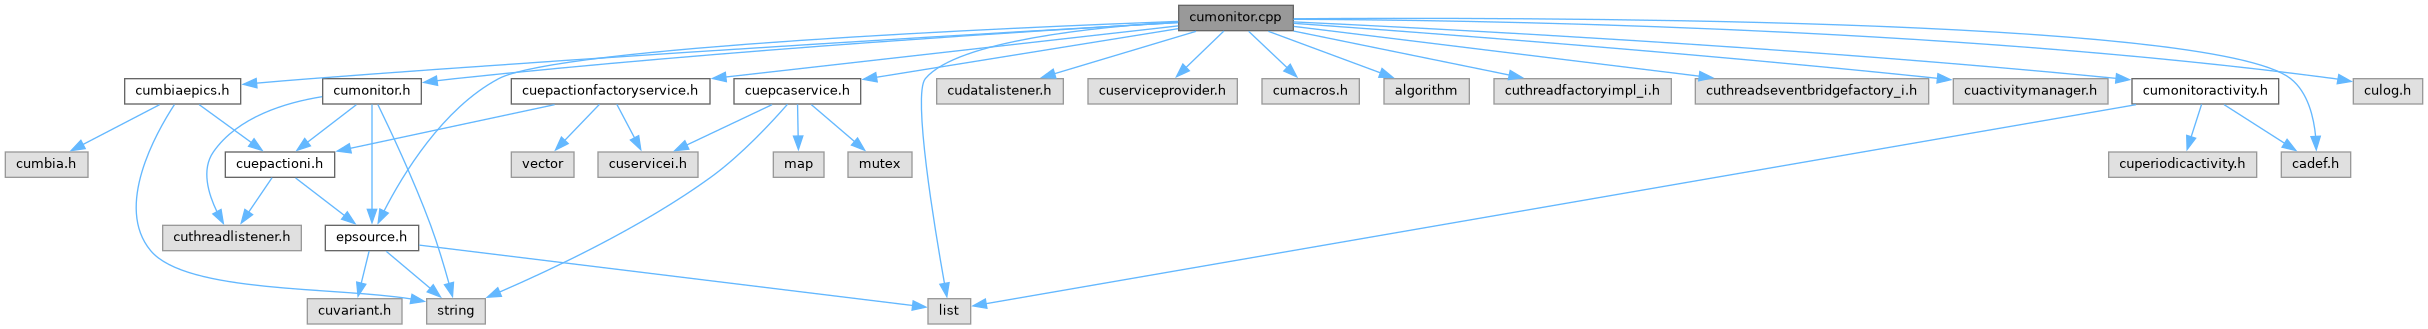 cumonitor.cpp
cumbiaepics.h
cumonitor.h
cuepactionfactoryservice.h
cuepcaservice.h
cudatalistener.h
cuserviceprovider.h
cumacros.h
algorithm
cuthreadfactoryimpl_i.h
cuthreadseventbridgefactory_i.h
cuactivitymanager.h
cumonitoractivity.h
culog.h
cumbia.h
cuepactioni.h
vector
cuservicei.h
map
mutex
cuperiodicactivity.h
cadef.h
cuthreadlistener.h
epsource.h
cuvariant.h
string
list